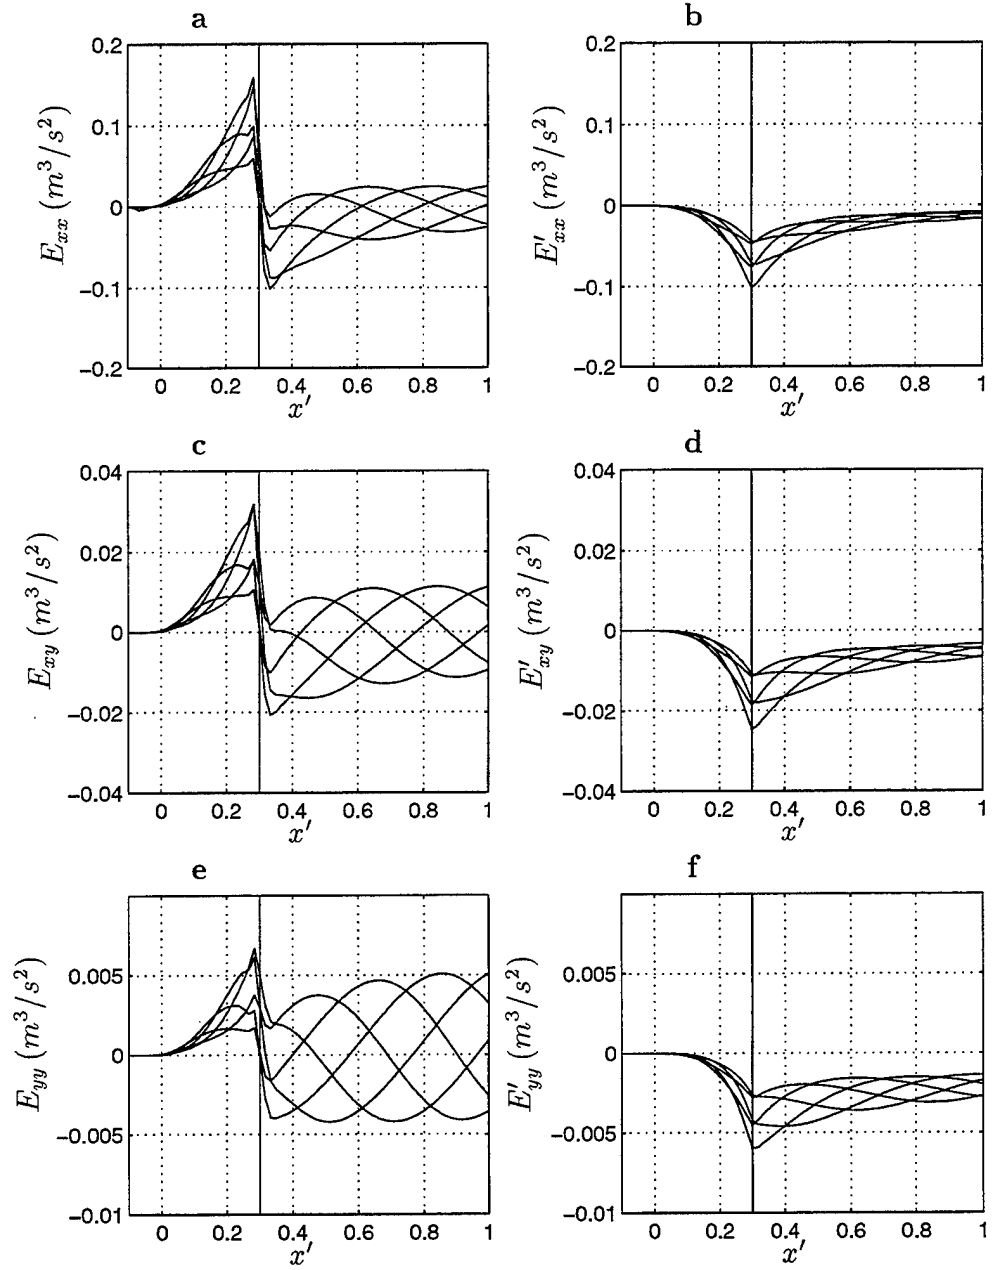 a
b
0.2
0.1
0
−0.1
−0.2
E_xx (m^3/s^2)
0 0.2 0.4 0.6 0.8 1
x′
0.2
0.1
0
−0.1
−0.2
E′_xx (m^3/s^2)
0 0.2 0.4 0.6 0.8 1
x′
c
d
0.04
0.02
0
−0.02
−0.04
E_xy (m^3/s^2)
0 0.2 0.4 0.6 0.8 1
x′
0.04
0.02
0
−0.02
−0.04
E′_xy (m^3/s^2)
0 0.2 0.4 0.6 0.8 1
x′
e
f
0.005
0
−0.005
−0.01
E_yy (m^3/s^2)
0 0.2 0.4 0.6 0.8 1
x′
0.005
0
−0.005
−0.01
E′_yy (m^3/s^2)
0 0.2 0.4 0.6 0.8 1
x′